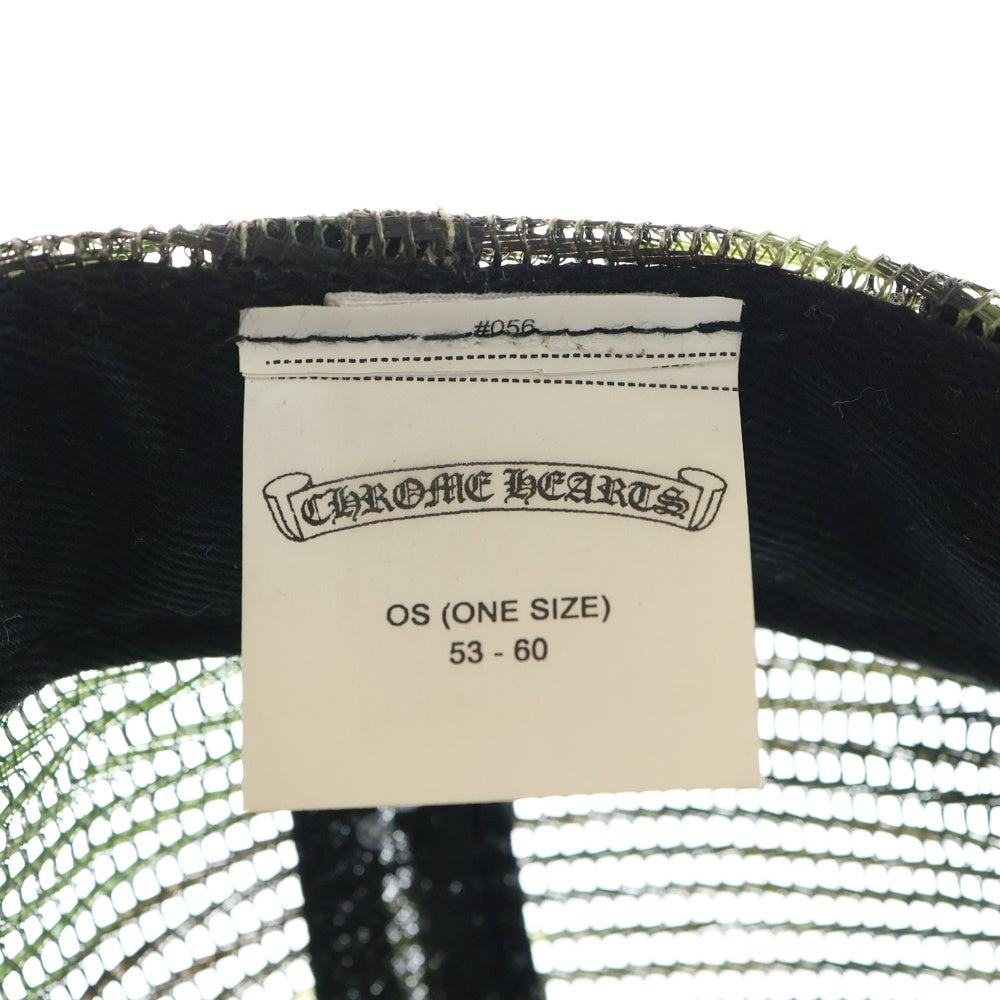 #056
CHROME HEARTS
OS (ONE SIZE)
53 - 60